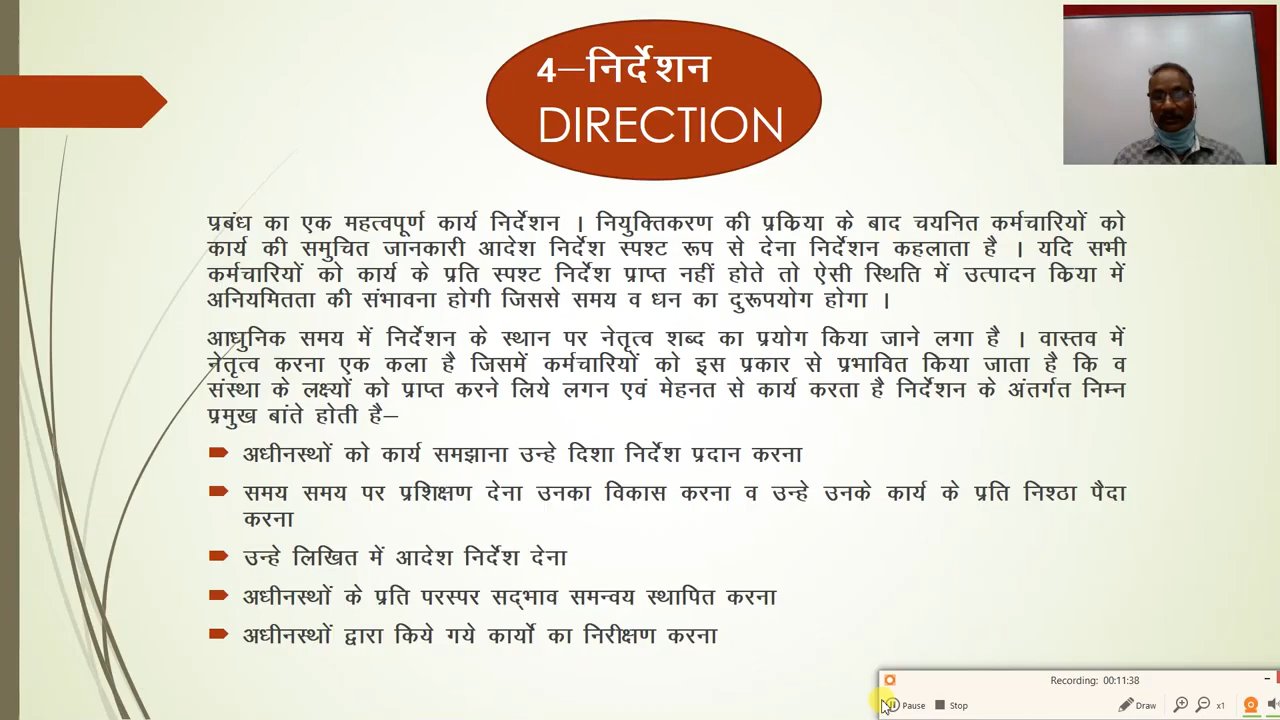 4–निर्देशन
DIRECTION
प्रबंध का एक महत्वपूर्ण कार्य निर्देशन । नियुक्तिकरण की प्रकिया के बाद चयनित कर्मचारियों को
कार्य की समुचित जानकारी आदेश निर्देश स्पश्ट रूप से देना निर्देशन कहलाता है । यदि सभी
कर्मचारियों को कार्य के प्रति स्पश्ट निर्देश प्राप्त नहीं होते तो ऐसी स्थिति में उत्पादन किया में
अनियमितता की संभावना होगी जिससे समय व धन का दुरूपयोग होगा ।
आधुनिक समय में निर्देशन के स्थान पर नेतृत्व शब्द का प्रयोग किया जाने लगा है । वास्तव में
नेतृत्व करना एक कला है जिसमें कर्मचारियों को इस प्रकार से प्रभावित किया जाता है कि व
संस्था के लक्ष्यों को प्राप्त करने लिये लगन एवं मेहनत से कार्य करता है निर्देशन के अंतर्गत निम्न
प्रमुख बांते होती है–
अधीनस्थों को कार्य समझाना उन्हे दिशा निर्देश प्रदान करना
समय समय पर प्रशिक्षण देना उनका विकास करना व उन्हे उनके कार्य के प्रति निश्ठा पैदा
करना
उन्हे लिखित में आदेश निर्देश देना
अधीनस्थों के प्रति परस्पर सद्भाव समन्वय स्थापित करना
अधीनस्थों द्वारा किये गये कार्यो का निरीक्षण करना
Recording: 00:11:38
Pause Stop Draw x1